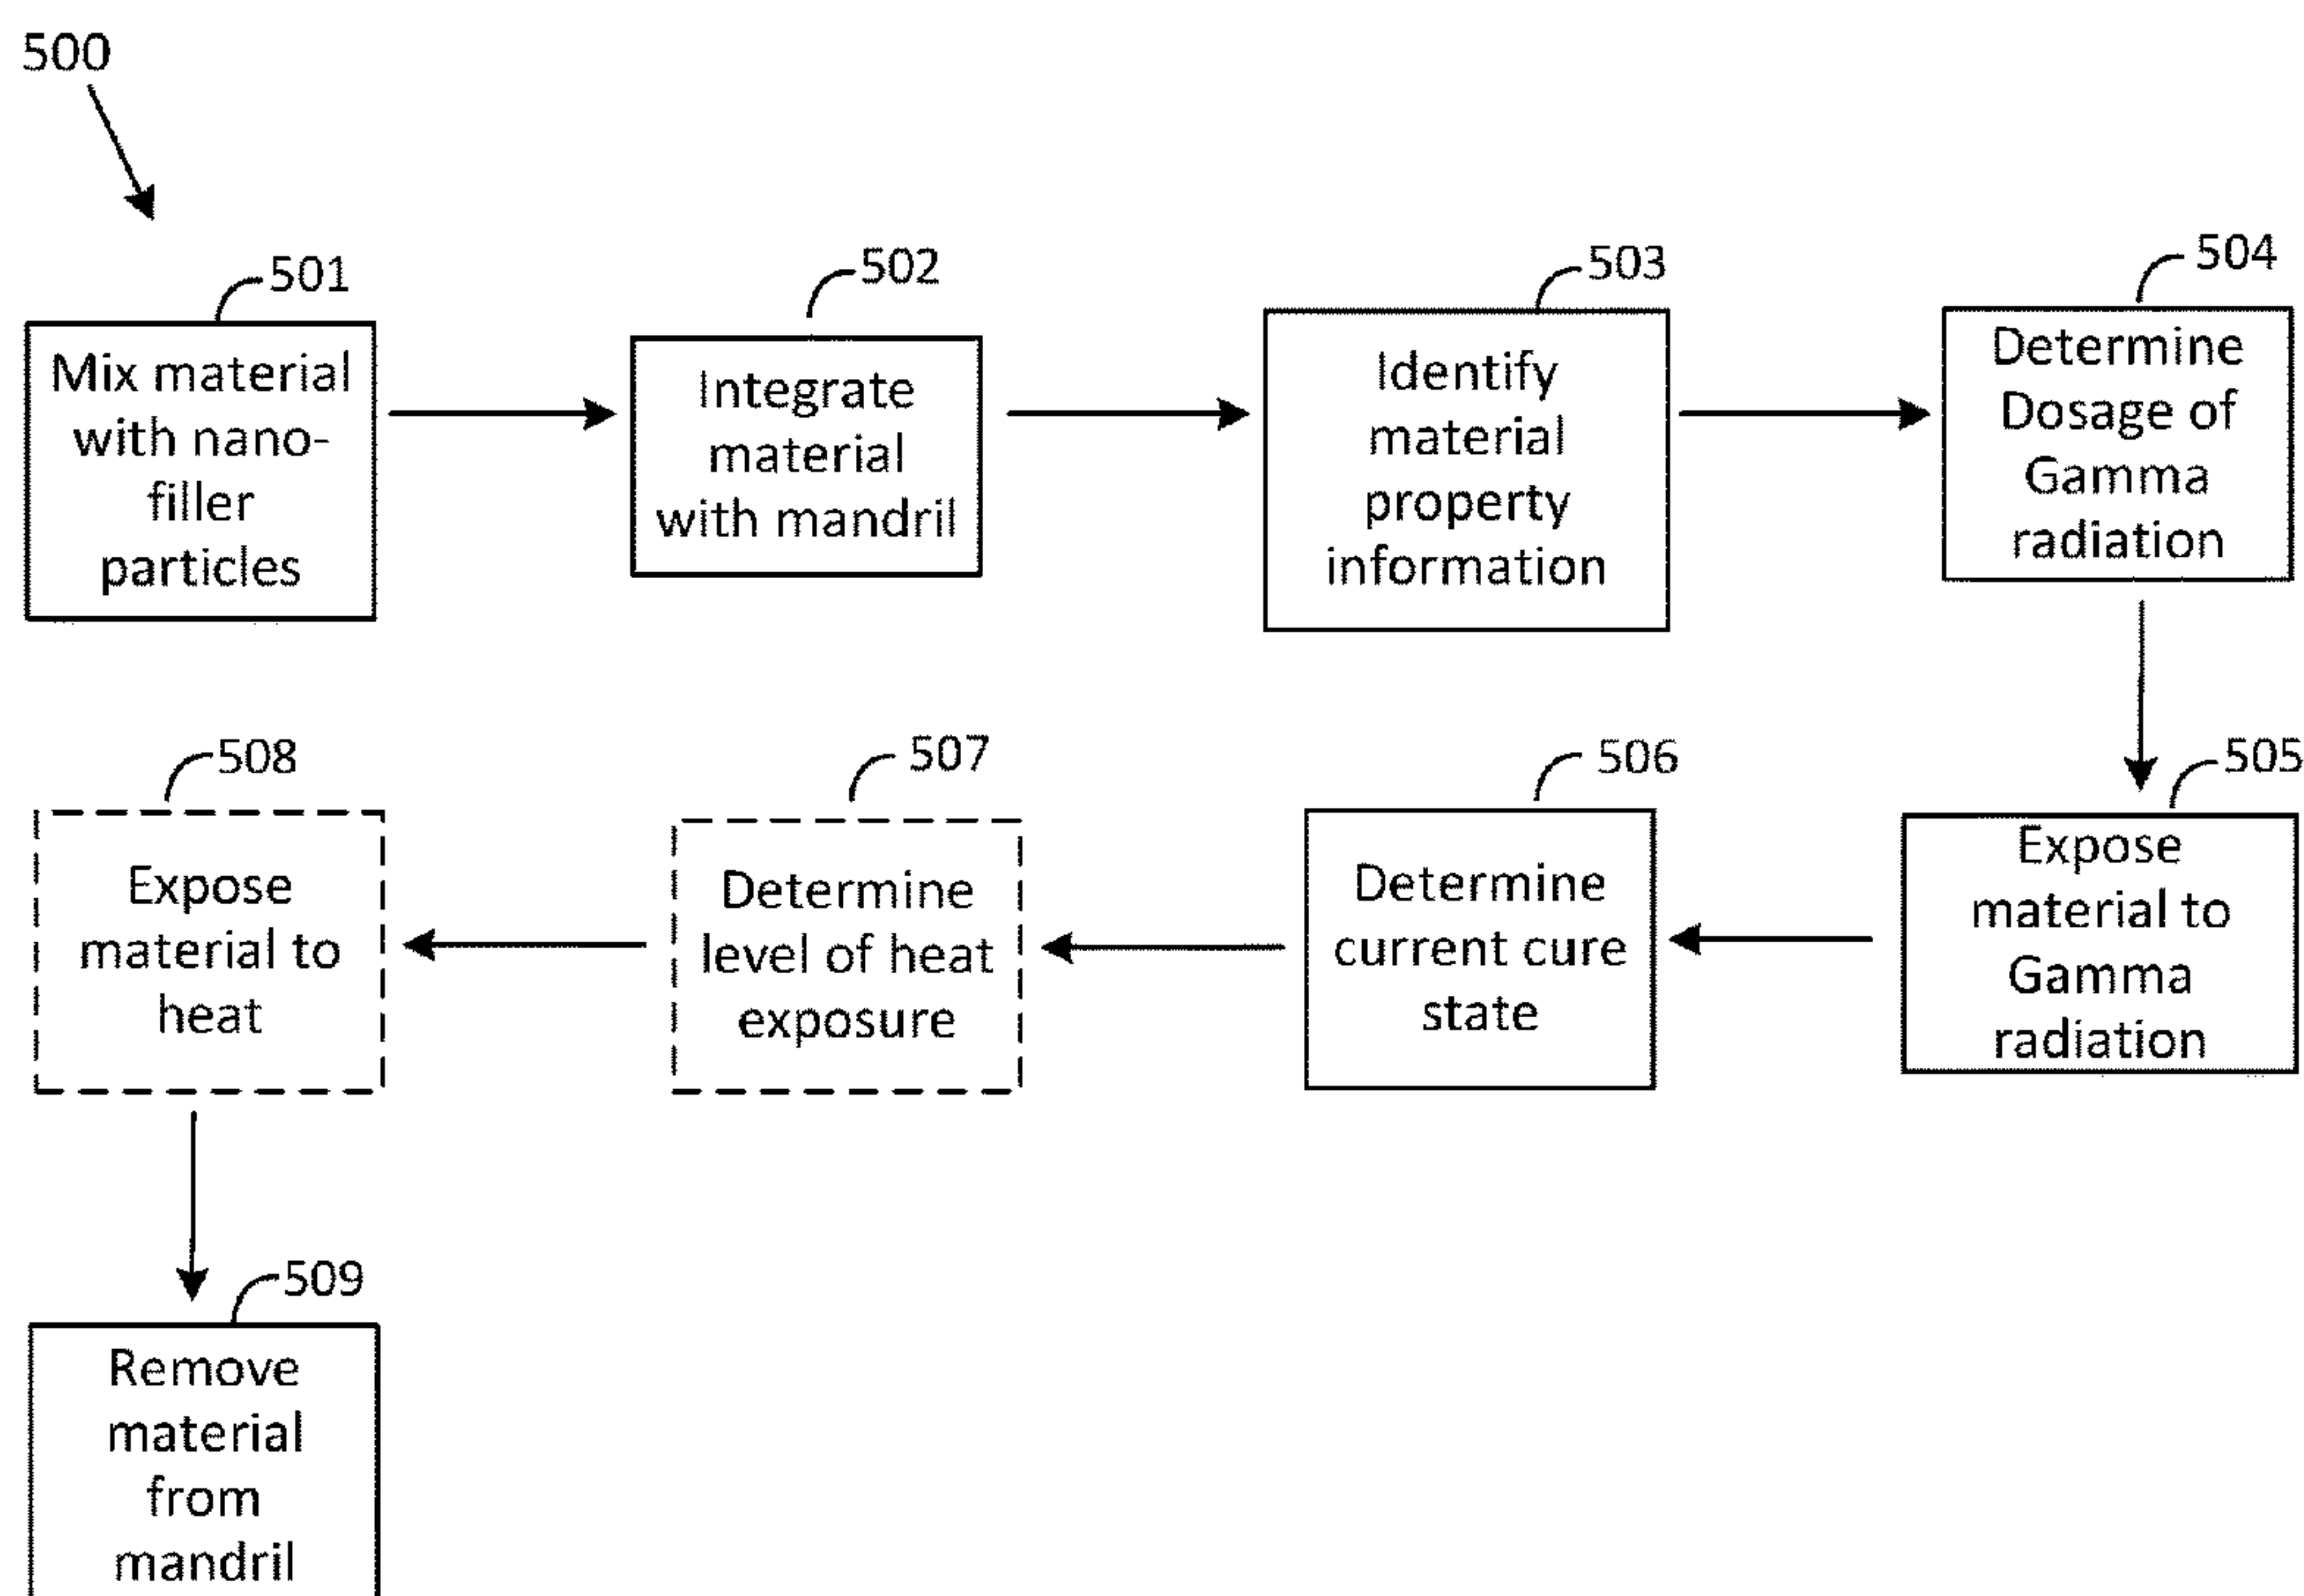 500
501
Mix material
with nano-
filler
particles
502
Integrate
material
with mandril
503
Identify
material
property
information
504
Determine
Dosage of
Gamma
radiation
505
Expose
material to
Gamma
radiation
506
Determine
current cure
state
507
Determine
level of heat
exposure
508
Expose
material to
heat
509
Remove
material
from
mandril